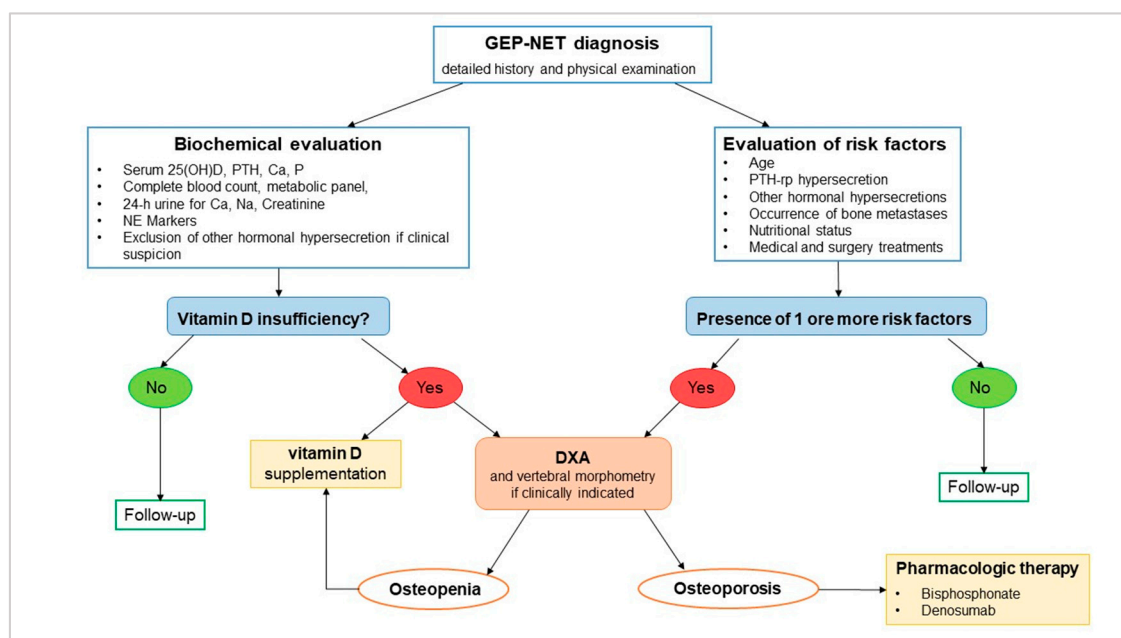 GEP-NET diagnosis
detailed history and physical examination
Biochemical evaluation
• Serum 25(OH)D, PTH, Ca, P
• Complete blood count, metabolic panel,
• 24-h urine for Ca, Na, Creatinine
• NE Markers
• Exclusion of other hormonal hypersecretion if clinical
suspicion
Evaluation of risk factors
• Age
• PTH-rp hypersecretion
• Other hormonal hypersecretions
• Occurrence of bone metastases
• Nutritional status
• Medical and surgery treatments
Vitamin D insufficiency?
Presence of 1 ore more risk factors
No
Yes
Yes
No
vitamin D
supplementation
DXA
and vertebral morphometry
if clinically indicated
Follow-up
Follow-up
Osteopenia
Osteoporosis
Pharmacologic therapy
• Bisphosphonate
• Denosumab